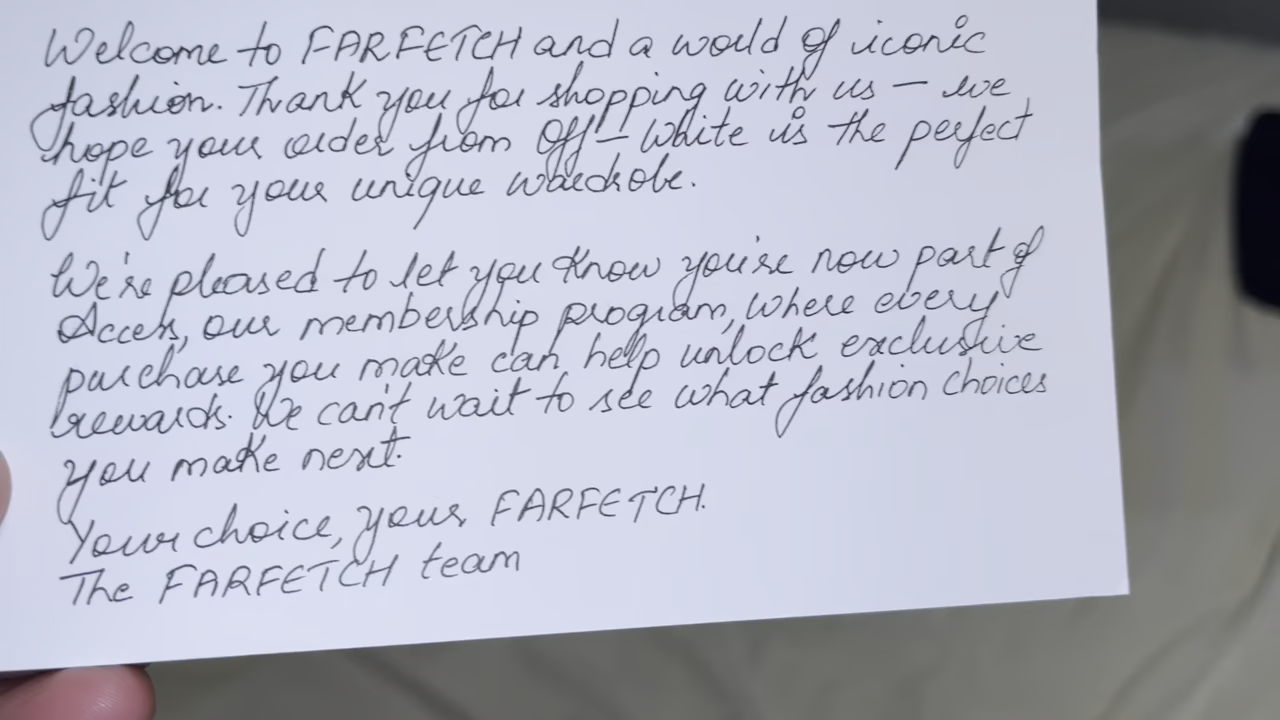 Welcome to FARFETCH and a world of iconic
fashion. Thank you for shopping with us – we
hope your order from Off-White is the perfect
fit for your unique wardrobe.
We're pleased to let you know you're now part of
Access, our membership program, where every
purchase you make can help unlock exclusive
rewards. We can't wait to see what fashion choices
you make next.
Your choice, your FARFETCH.
The FARFETCH team